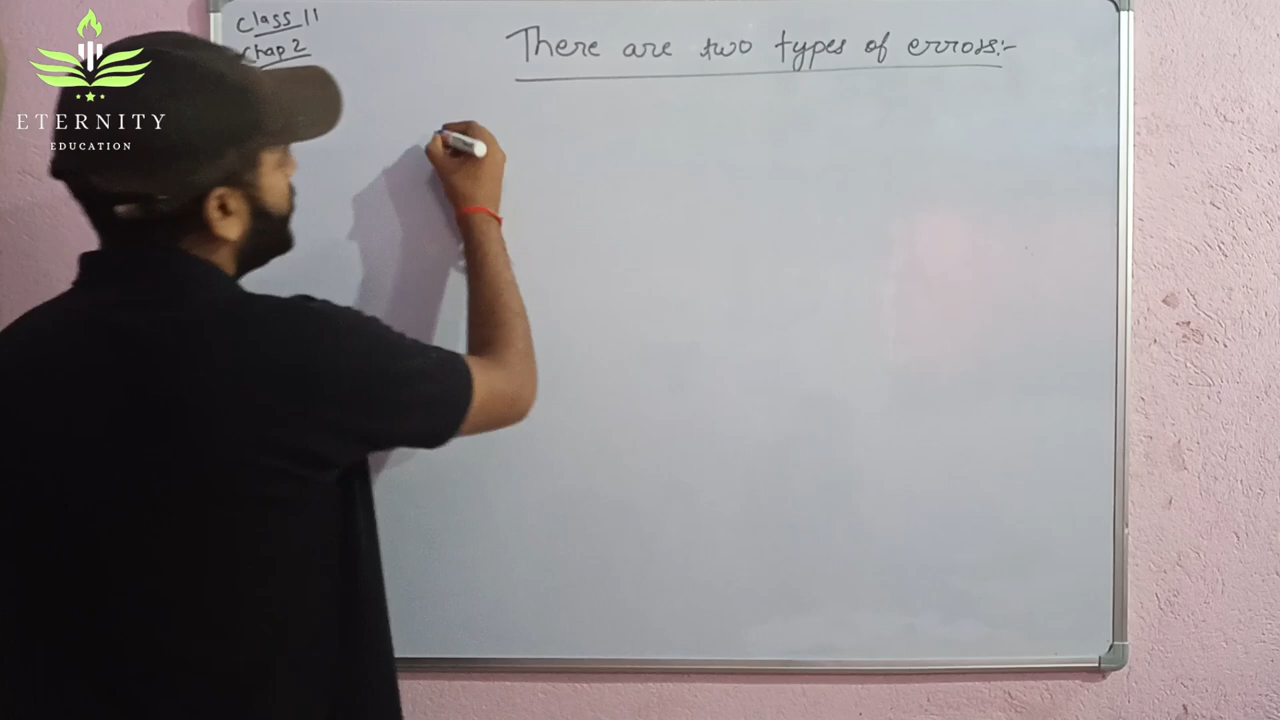 Class 11
Chap 2
There are two types of errors:-
ETERNITY
EDUCATION